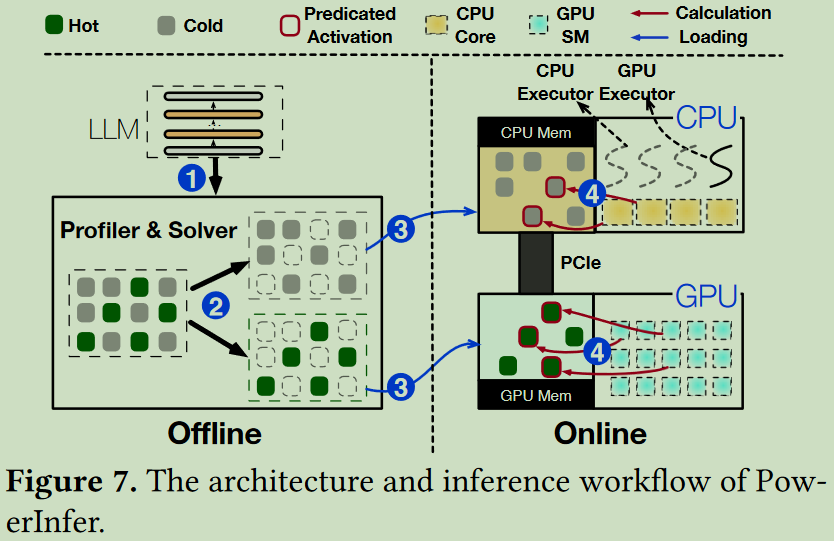 Hot
Cold
Predicated
Activation
CPU
Core
GPU
SM
Calculation
Loading
LLM
1
Profiler & Solver
2
3
3
Offline
CPU
Executor
GPU
Executor
CPU
CPU Mem
4
PCIe
GPU
4
GPU Mem
Online
Figure 7. The architecture and inference workflow of Pow-
erInfer.